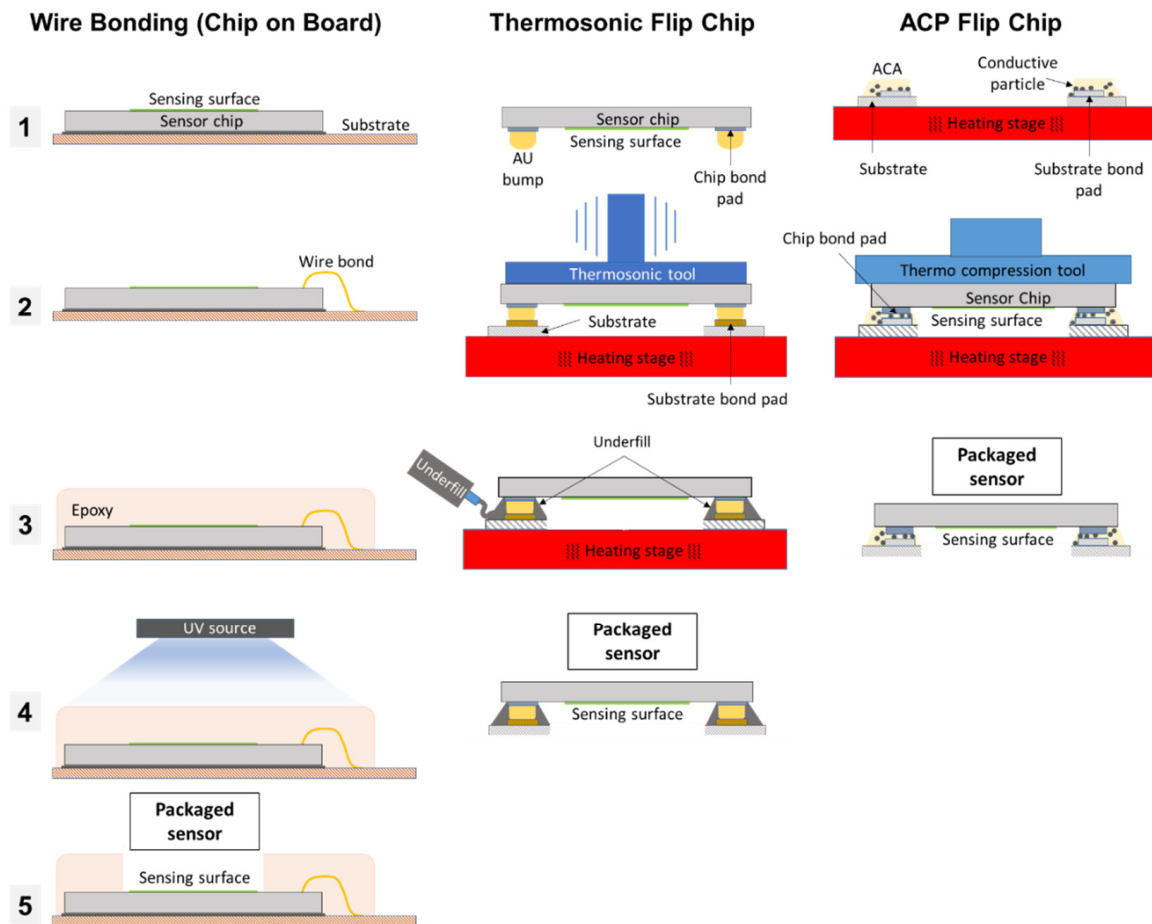 Wire Bonding (Chip on Board)
Thermosonic Flip Chip
ACP Flip Chip
1
Sensing surface
Sensor chip
Substrate
Sensor chip
Sensing surface
AU
bump
Chip bond
pad
ACA
Conductive
particle
Heating stage
Substrate
Substrate bond
pad
2
Wire bond
Thermosonic tool
Substrate
Heating stage
Substrate bond pad
Chip bond pad
Thermo compression tool
Sensor Chip
Sensing surface
Heating stage
3
Epoxy
Underfill
Underfill
Heating stage
Packaged
sensor
Sensing surface
4
UV source
Packaged
sensor
Sensing surface
5
Packaged
sensor
Sensing surface